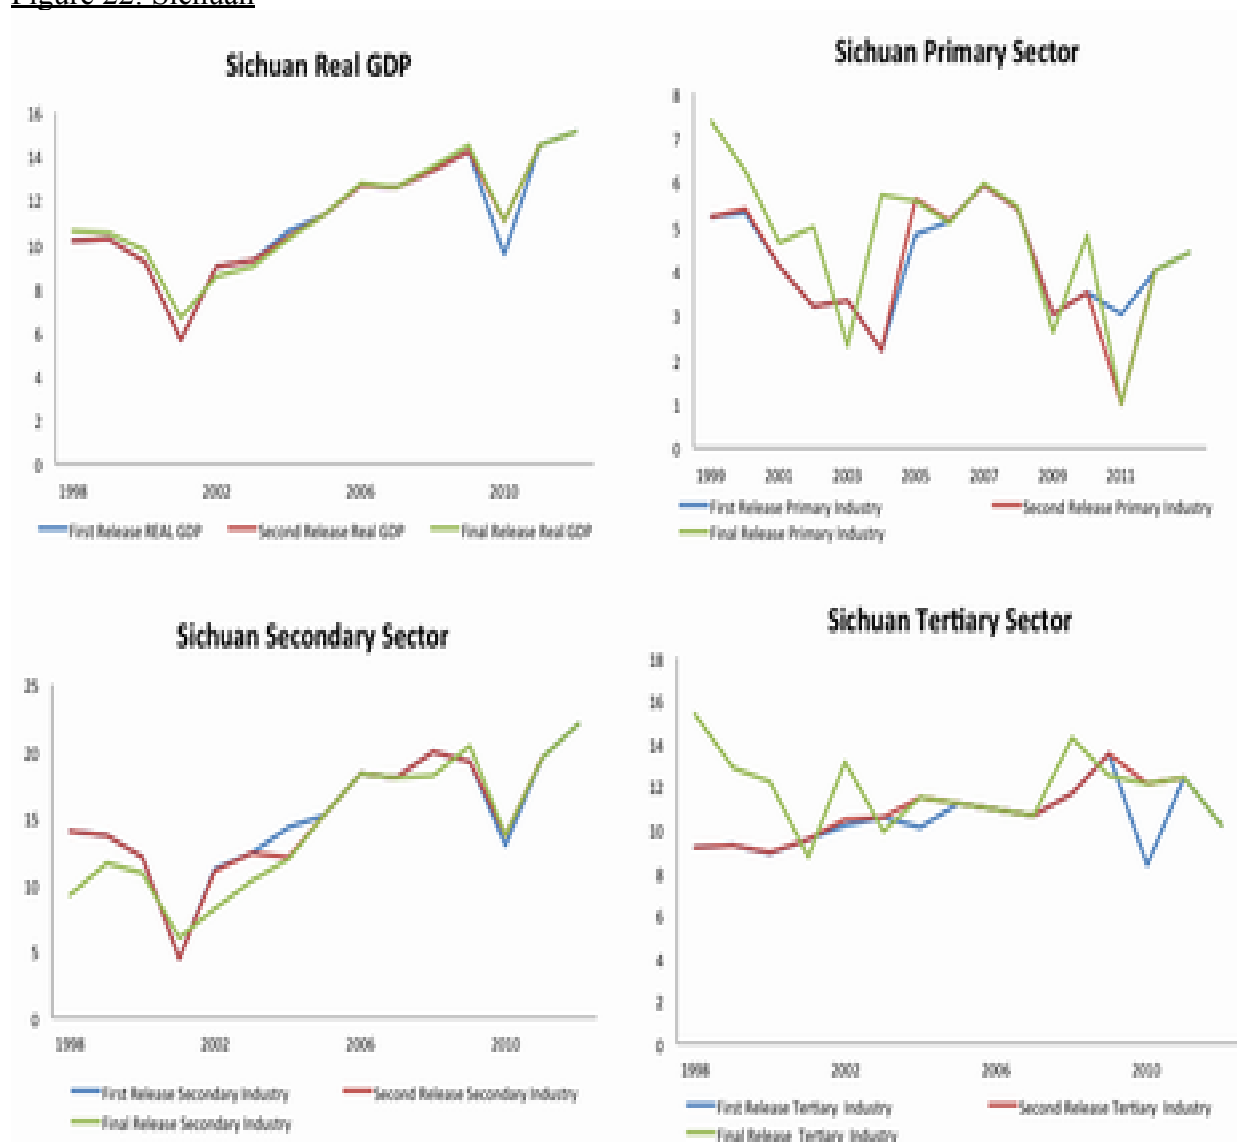 Figure 22: Sichuan
Sichuan Real GDP
16
14
12
10
8
6
4
2
0
1998 2002 2006 2010
First Release REAL GDP Second Release Real GDP Final Release Real GDP
Sichuan Primary Sector
8
7
6
5
4
3
2
1
0
1999 2001 2003 2005 2007 2009 2011
First Release Primary Industry Second Release Primary Industry
Final Release Primary Industry
Sichuan Secondary Sector
25
20
15
10
5
0
1998 2002 2006 2010
First Release Secondary Industry Second Release Secondary Industry
Final Release Secondary Industry
Sichuan Tertiary Sector
18
16
14
12
10
8
6
4
2
0
1998 2002 2006 2010
First Release Tertiary Industry Second Release Tertiary Industry
Final Release Tertiary Industry